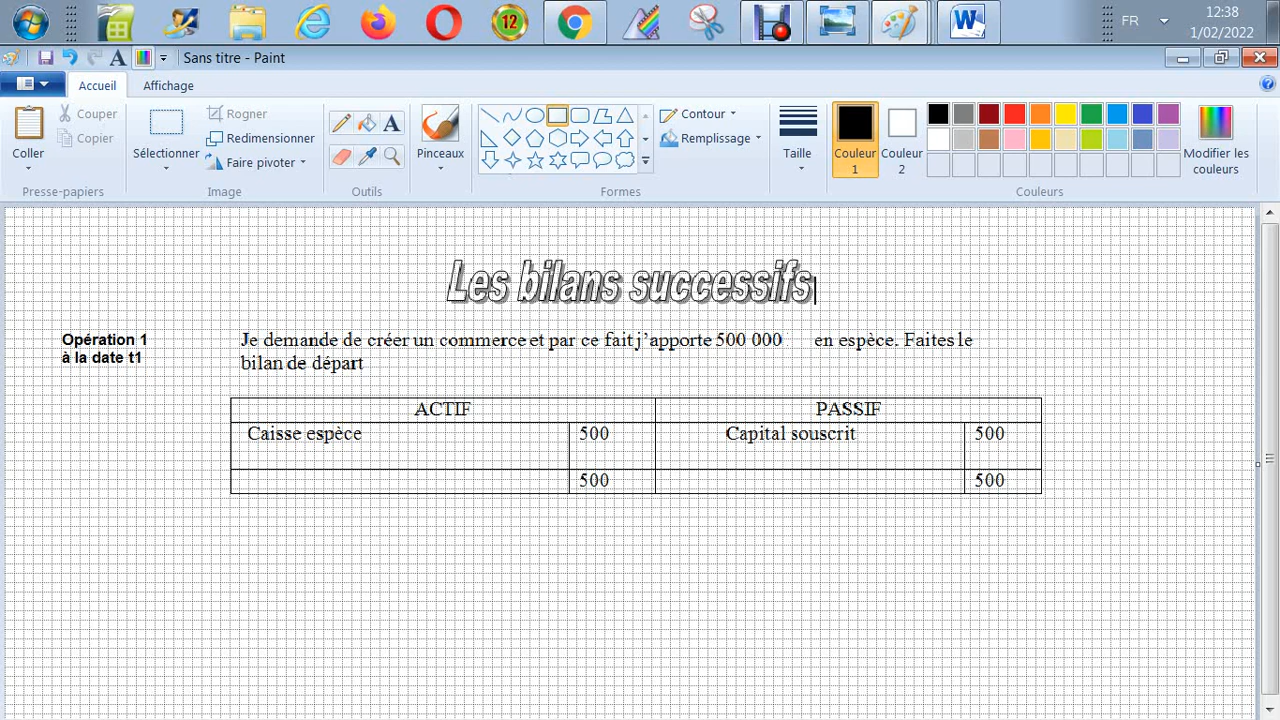 12
FR
12:38
1/02/2022
Sans titre - Paint
Accueil
Affichage
Coller
Couper
Copier
Presse-papiers
Sélectionner
Rogner
Redimensionner
Faire pivoter
Image
A
Outils
Pinceaux
Contour
Remplissage
Formes
Taille
Couleur 1
Couleur 2
Modifier les couleurs
Couleurs
Les bilans successifs
Opération 1
à la date t1
Je demande de créer un commerce et par ce fait j'apporte 500 000 en espèce. Faites le
bilan de départ
ACTIF PASSIF
Caisse espèce 500 Capital souscrit 500
500 500